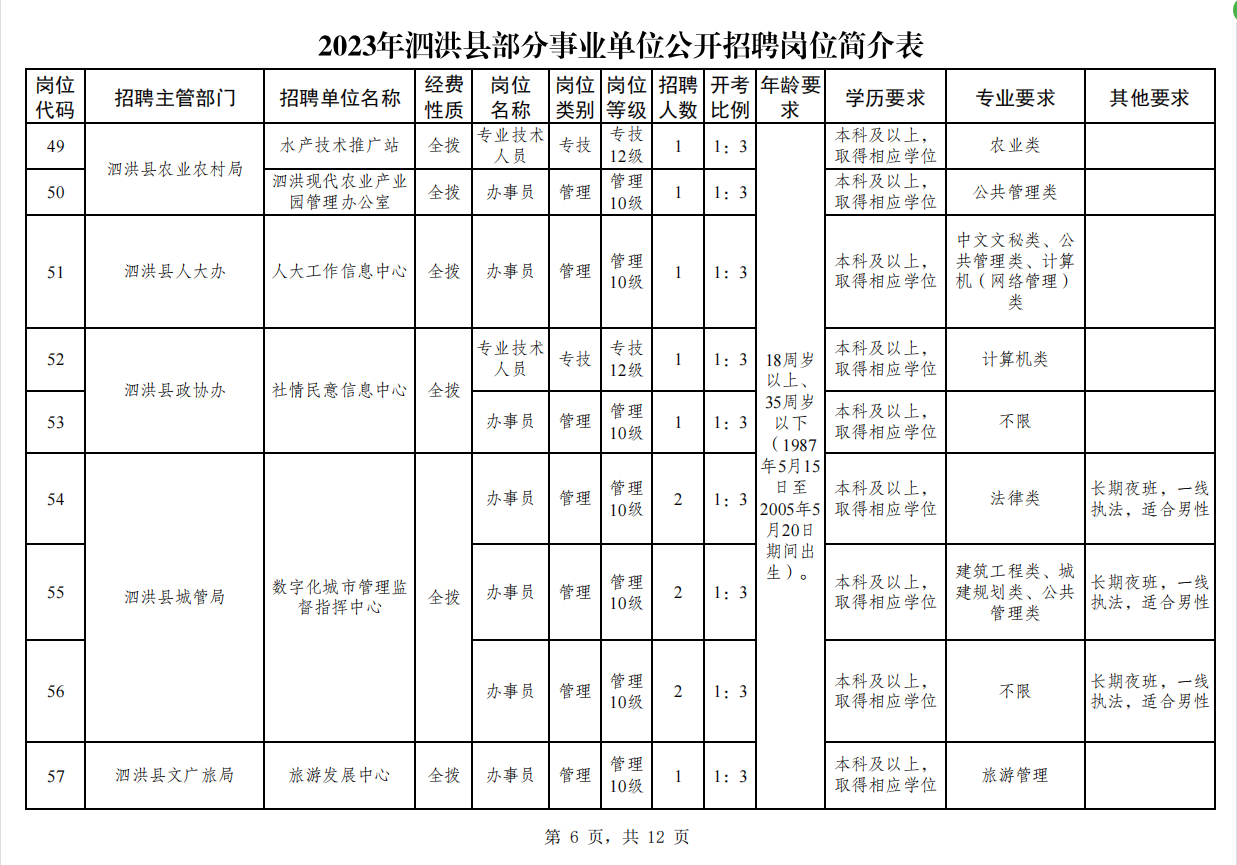 2023年泗洪县部分事业单位公开招聘岗位简介表
岗位代码 招聘主管部门 招聘单位名称 经费性质 岗位名称 岗位类别 岗位等级 招聘人数 开考比例 年龄要求 学历要求 专业要求 其他要求
49 泗洪县农业农村局 水产技术推广站 全拨 专业技术人员 专技 专技12级 1 1：3 18周岁以上、35周岁以下（1987年5月15日至2005年5月20日期间出生）。 本科及以上，取得相应学位 农业类
50 泗洪现代农业产业园管理办公室 全拨 办事员 管理 管理10级 1 1：3 本科及以上，取得相应学位 公共管理类
51 泗洪县人大办 人大工作信息中心 全拨 办事员 管理 管理10级 1 1：3 本科及以上，取得相应学位 中文文秘类、公共管理类、计算机（网络管理）类
52 泗洪县政协办 社情民意信息中心 全拨 专业技术人员 专技 专技12级 1 1：3 本科及以上，取得相应学位 计算机类
53 办事员 管理 管理10级 1 1：3 本科及以上，取得相应学位 不限
54 泗洪县城管局 数字化城市管理监督指挥中心 全拨 办事员 管理 管理10级 2 1：3 本科及以上，取得相应学位 法律类 长期夜班，一线执法，适合男性
55 办事员 管理 管理10级 2 1：3 本科及以上，取得相应学位 建筑工程类、城建规划类、公共管理类 长期夜班，一线执法，适合男性
56 办事员 管理 管理10级 2 1：3 本科及以上，取得相应学位 不限 长期夜班，一线执法，适合男性
57 泗洪县文广旅局 旅游发展中心 全拨 办事员 管理 管理10级 1 1：3 本科及以上，取得相应学位 旅游管理
第 6 页，共 12 页